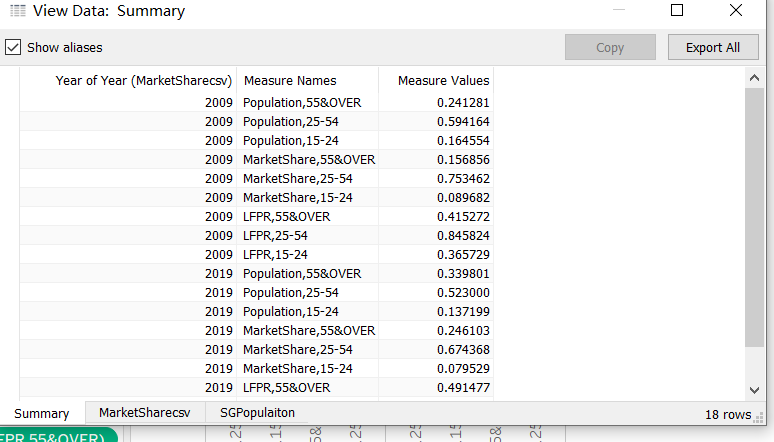 View Data: Summary
Show aliases
Copy
Export All
Year of Year (MarketSharecsv) Measure Names Measure Values
2009 Population,55&OVER 0.241281
2009 Population,25-54 0.594164
2009 Population,15-24 0.164554
2009 MarketShare,55&OVER 0.156856
2009 MarketShare,25-54 0.753462
2009 MarketShare,15-24 0.089682
2009 LFPR,55&OVER 0.415272
2009 LFPR,25-54 0.845824
2009 LFPR,15-24 0.365729
2019 Population,55&OVER 0.339801
2019 Population,25-54 0.523000
2019 Population,15-24 0.137199
2019 MarketShare,55&OVER 0.246103
2019 MarketShare,25-54 0.674368
2019 MarketShare,15-24 0.079529
2019 LFPR,55&OVER 0.491477
Summary MarketSharecsv SGPopulaiton 18 rows
FPR,55&OVER)